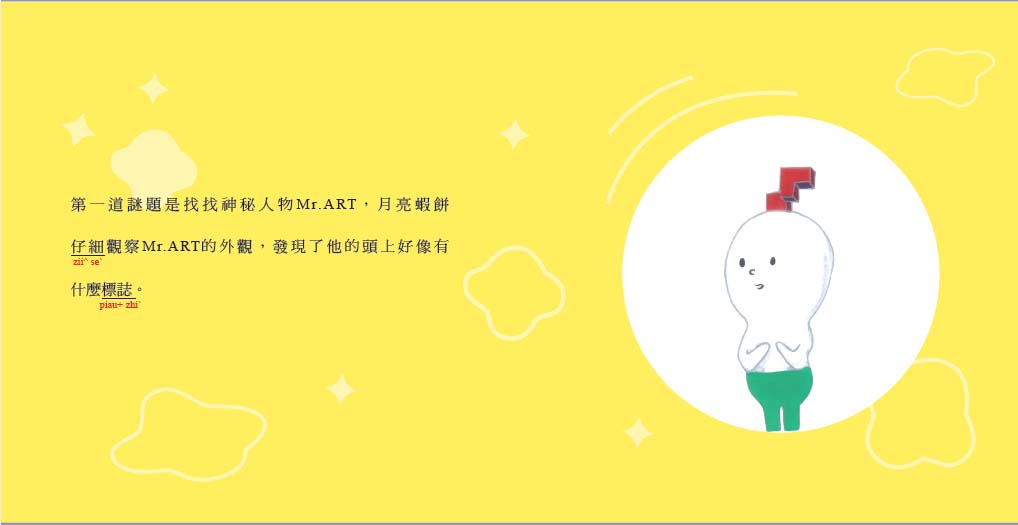 第一道謎題是找找神秘人物Mr.ART，月亮蝦餅
仔細觀察Mr.ART的外觀，發現了他的頭上好像有
zii^ seˋ
什麼標誌。
piau+ zhiˋ